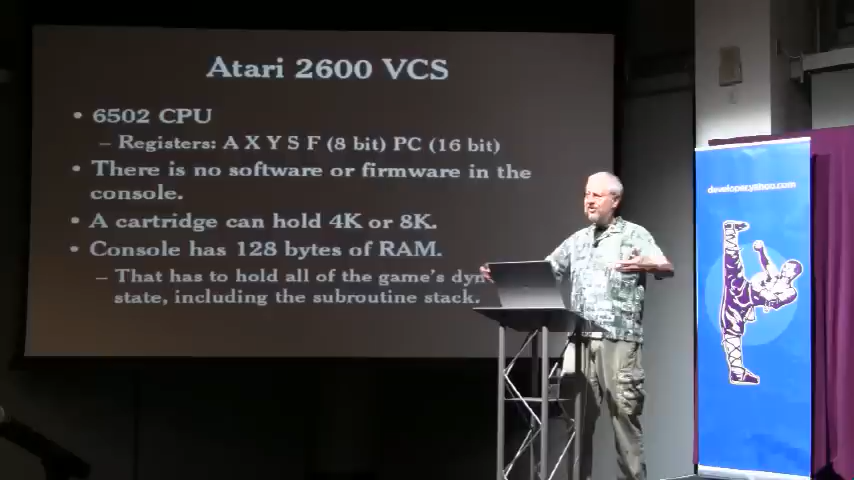 Atari 2600 VCS
• 6502 CPU
– Registers: A X Y S F (8 bit) PC (16 bit)
• There is no software or firmware in the
console.
• A cartridge can hold 4K or 8K.
• Console has 128 bytes of RAM.
– That has to hold all of the game's dyn
state, including the subroutine stack.
developer.yahoo.com